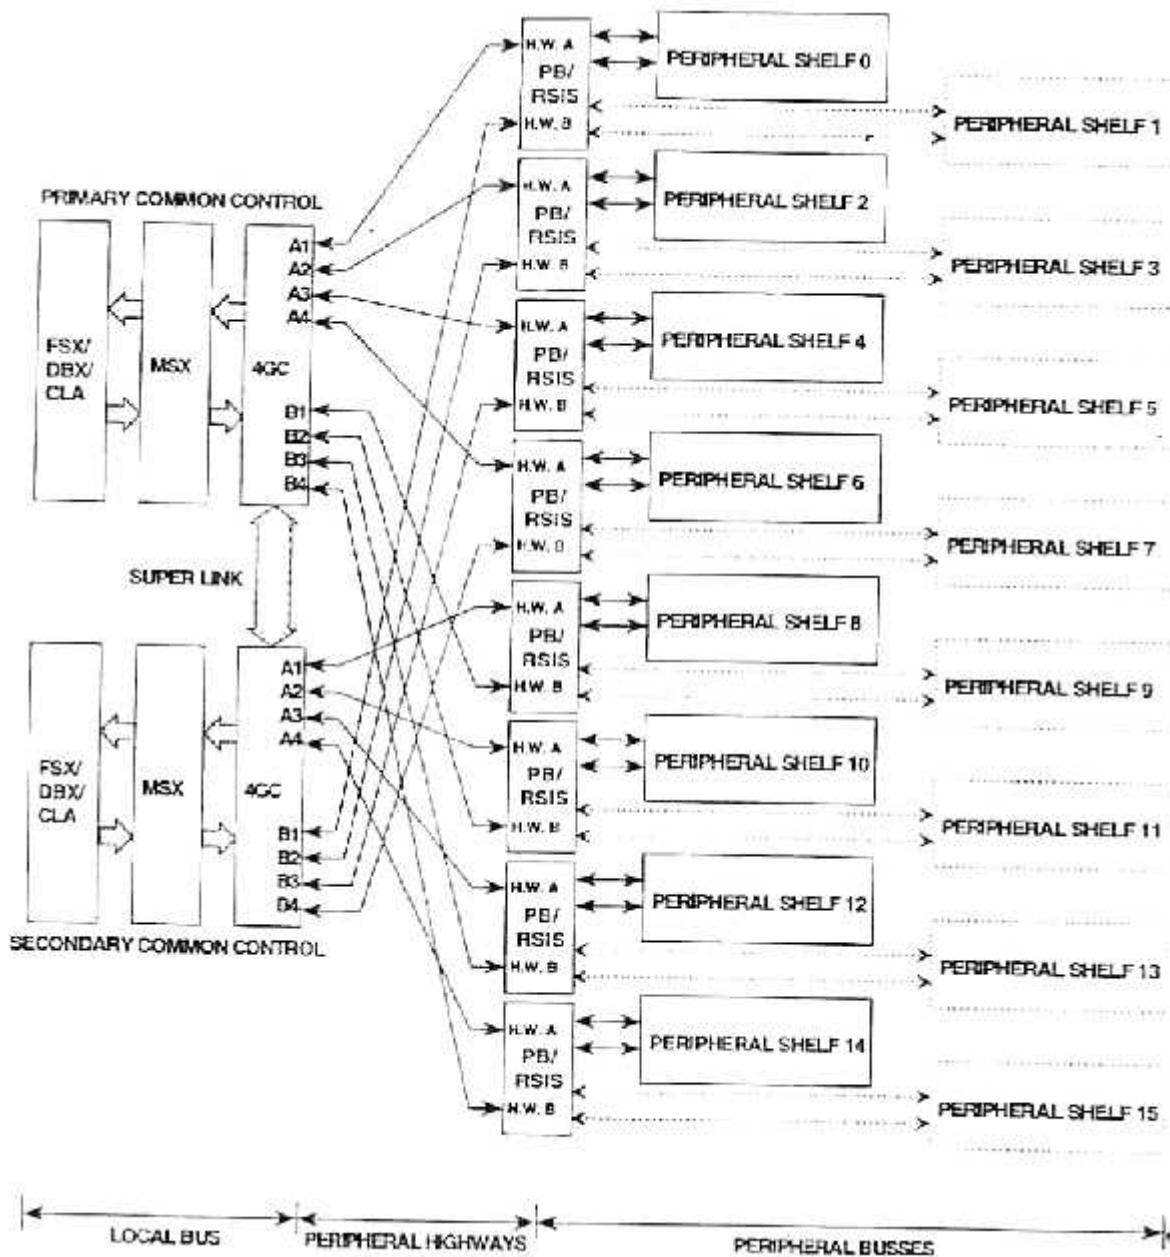 PRIMARY COMMON CONTROL
FSX/
DBX/
CLA
MSX
4GC
A1
A2
A3
A4
B1
B2
B3
B4
SUPER LINK
FSX/
DBX/
CLA
MSX
4GC
A1
A2
A3
A4
B1
B2
B3
B4
SECONDARY COMMON CONTROL
H.W. A
PB/
RSIS
H.W. B
PERIPHERAL SHELF 0
PERIPHERAL SHELF 1
H.W. A
PB/
RSIS
H.W. B
PERIPHERAL SHELF 2
PERIPHERAL SHELF 3
H.W. A
PB/
RSIS
H.W. B
PERIPHERAL SHELF 4
PERIPHERAL SHELF 5
H.W. A
PB/
RSIS
H.W. B
PERIPHERAL SHELF 6
PERIPHERAL SHELF 7
H.W. A
PB/
RSIS
H.W. B
PERIPHERAL SHELF 8
PERIPHERAL SHELF 9
H.W. A
PB/
RSIS
H.W. B
PERIPHERAL SHELF 10
PERIPHERAL SHELF 11
H.W. A
PB/
RSIS
H.W. B
PERIPHERAL SHELF 12
PERIPHERAL SHELF 13
H.W. A
PB/
RSIS
H.W. B
PERIPHERAL SHELF 14
PERIPHERAL SHELF 15
LOCAL BUS
PERIPHERAL HIGHWAYS
PERIPHERAL BUSSES